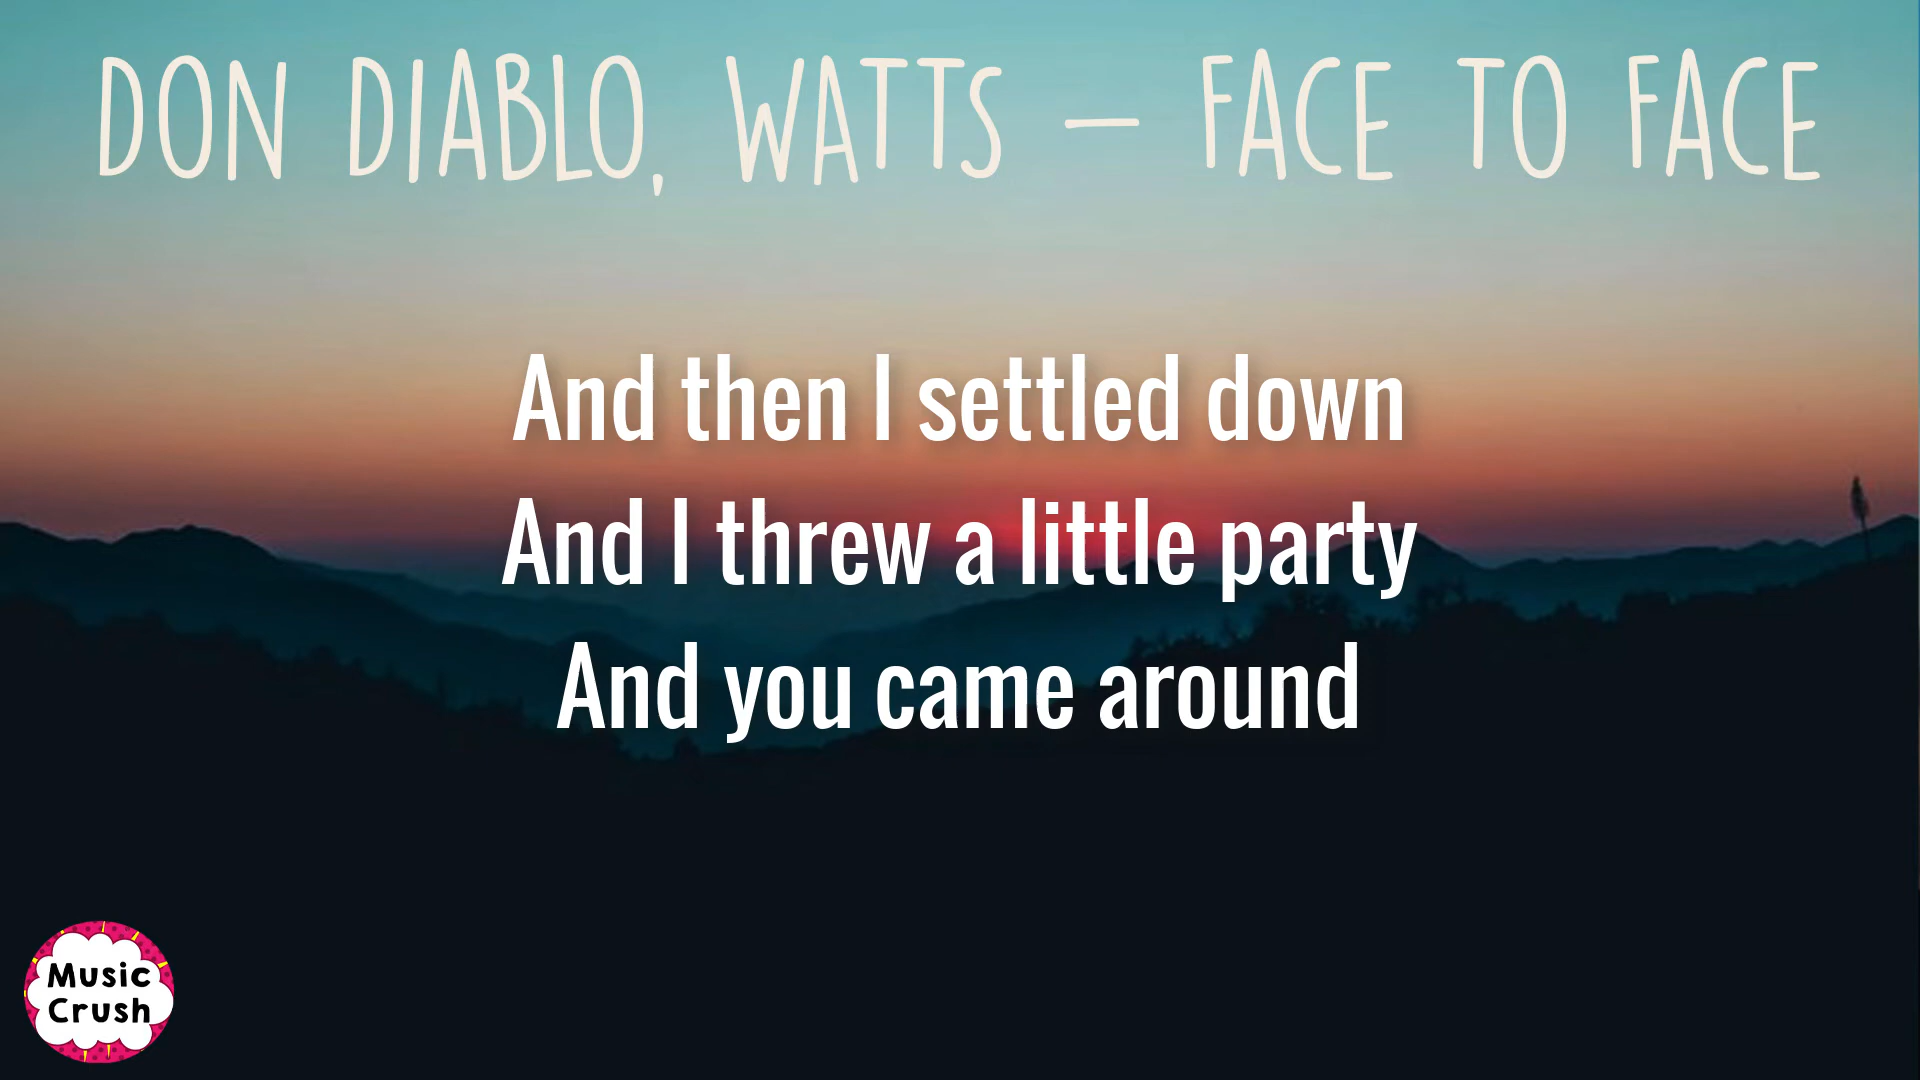 DON DIABLO, WATTS – FACE TO FACE
And then I settled down
And I threw a little party
And you came around
Music
Crush